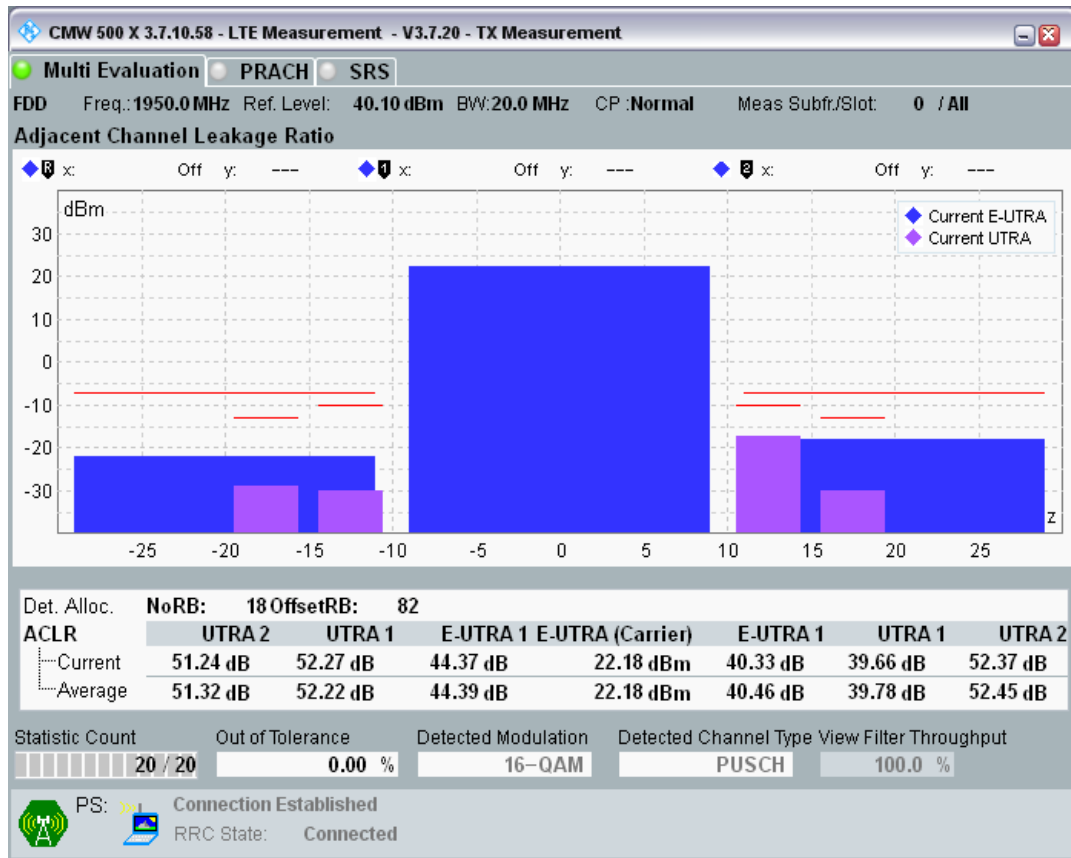 CMW 500 X 3.7.10.58 - LTE Measurement - V3.7.20 - TX Measurement
Multi Evaluation PRACH SRS
FDD Freq.:1950.0 MHz Ref. Level: 40.10 dBm BW:20.0 MHz CP :Normal Meas Subfr./Slot: 0 / All
Adjacent Channel Leakage Ratio
R x: Off y: --- 1 x: Off y: --- 2 x: Off y: ---
dBm
Current E-UTRA
Current UTRA
30
20
10
0
-10
-20
-30
z
-25 -20 -15 -10 -5 0 5 10 15 20 25
Det. Alloc. NoRB: 18 OffsetRB: 82
ACLR UTRA 2 UTRA 1 E-UTRA 1 E-UTRA (Carrier) E-UTRA 1 UTRA 1 UTRA 2
Current 51.24 dB 52.27 dB 44.37 dB 22.18 dBm 40.33 dB 39.66 dB 52.37 dB
Average 51.32 dB 52.22 dB 44.39 dB 22.18 dBm 40.46 dB 39.78 dB 52.45 dB
Statistic Count Out of Tolerance Detected Modulation Detected Channel Type View Filter Throughput
20 / 20 0.00 % 16-QAM PUSCH 100.0 %
PS: Connection Established
RRC State: Connected